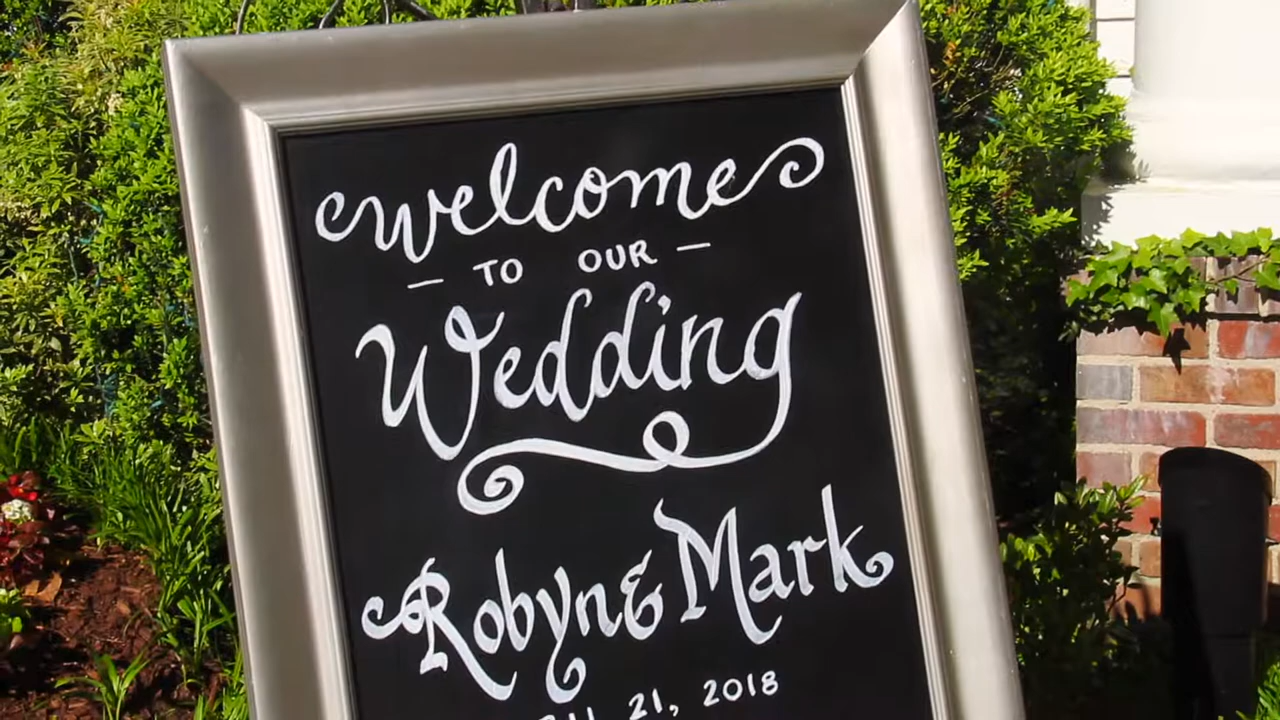 welcome
— TO OUR —
Wedding
Robyn & Mark
21, 2018